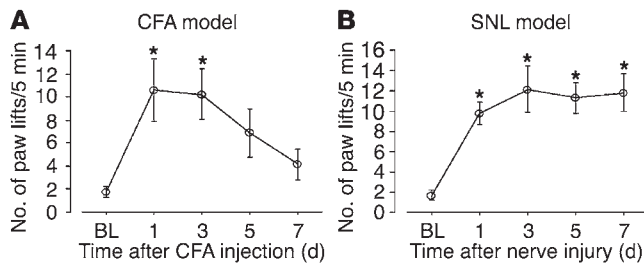 A
CFA model
No. of paw lifts/5 min
14
12
10
8
6
4
2
0
*
*
BL 1 3 5 7
Time after CFA injection (d)
B
SNL model
No. of paw lifts/5 min
16
14
12
10
8
6
4
2
0
*
*
*
*
BL 1 3 5 7
Time after nerve injury (d)